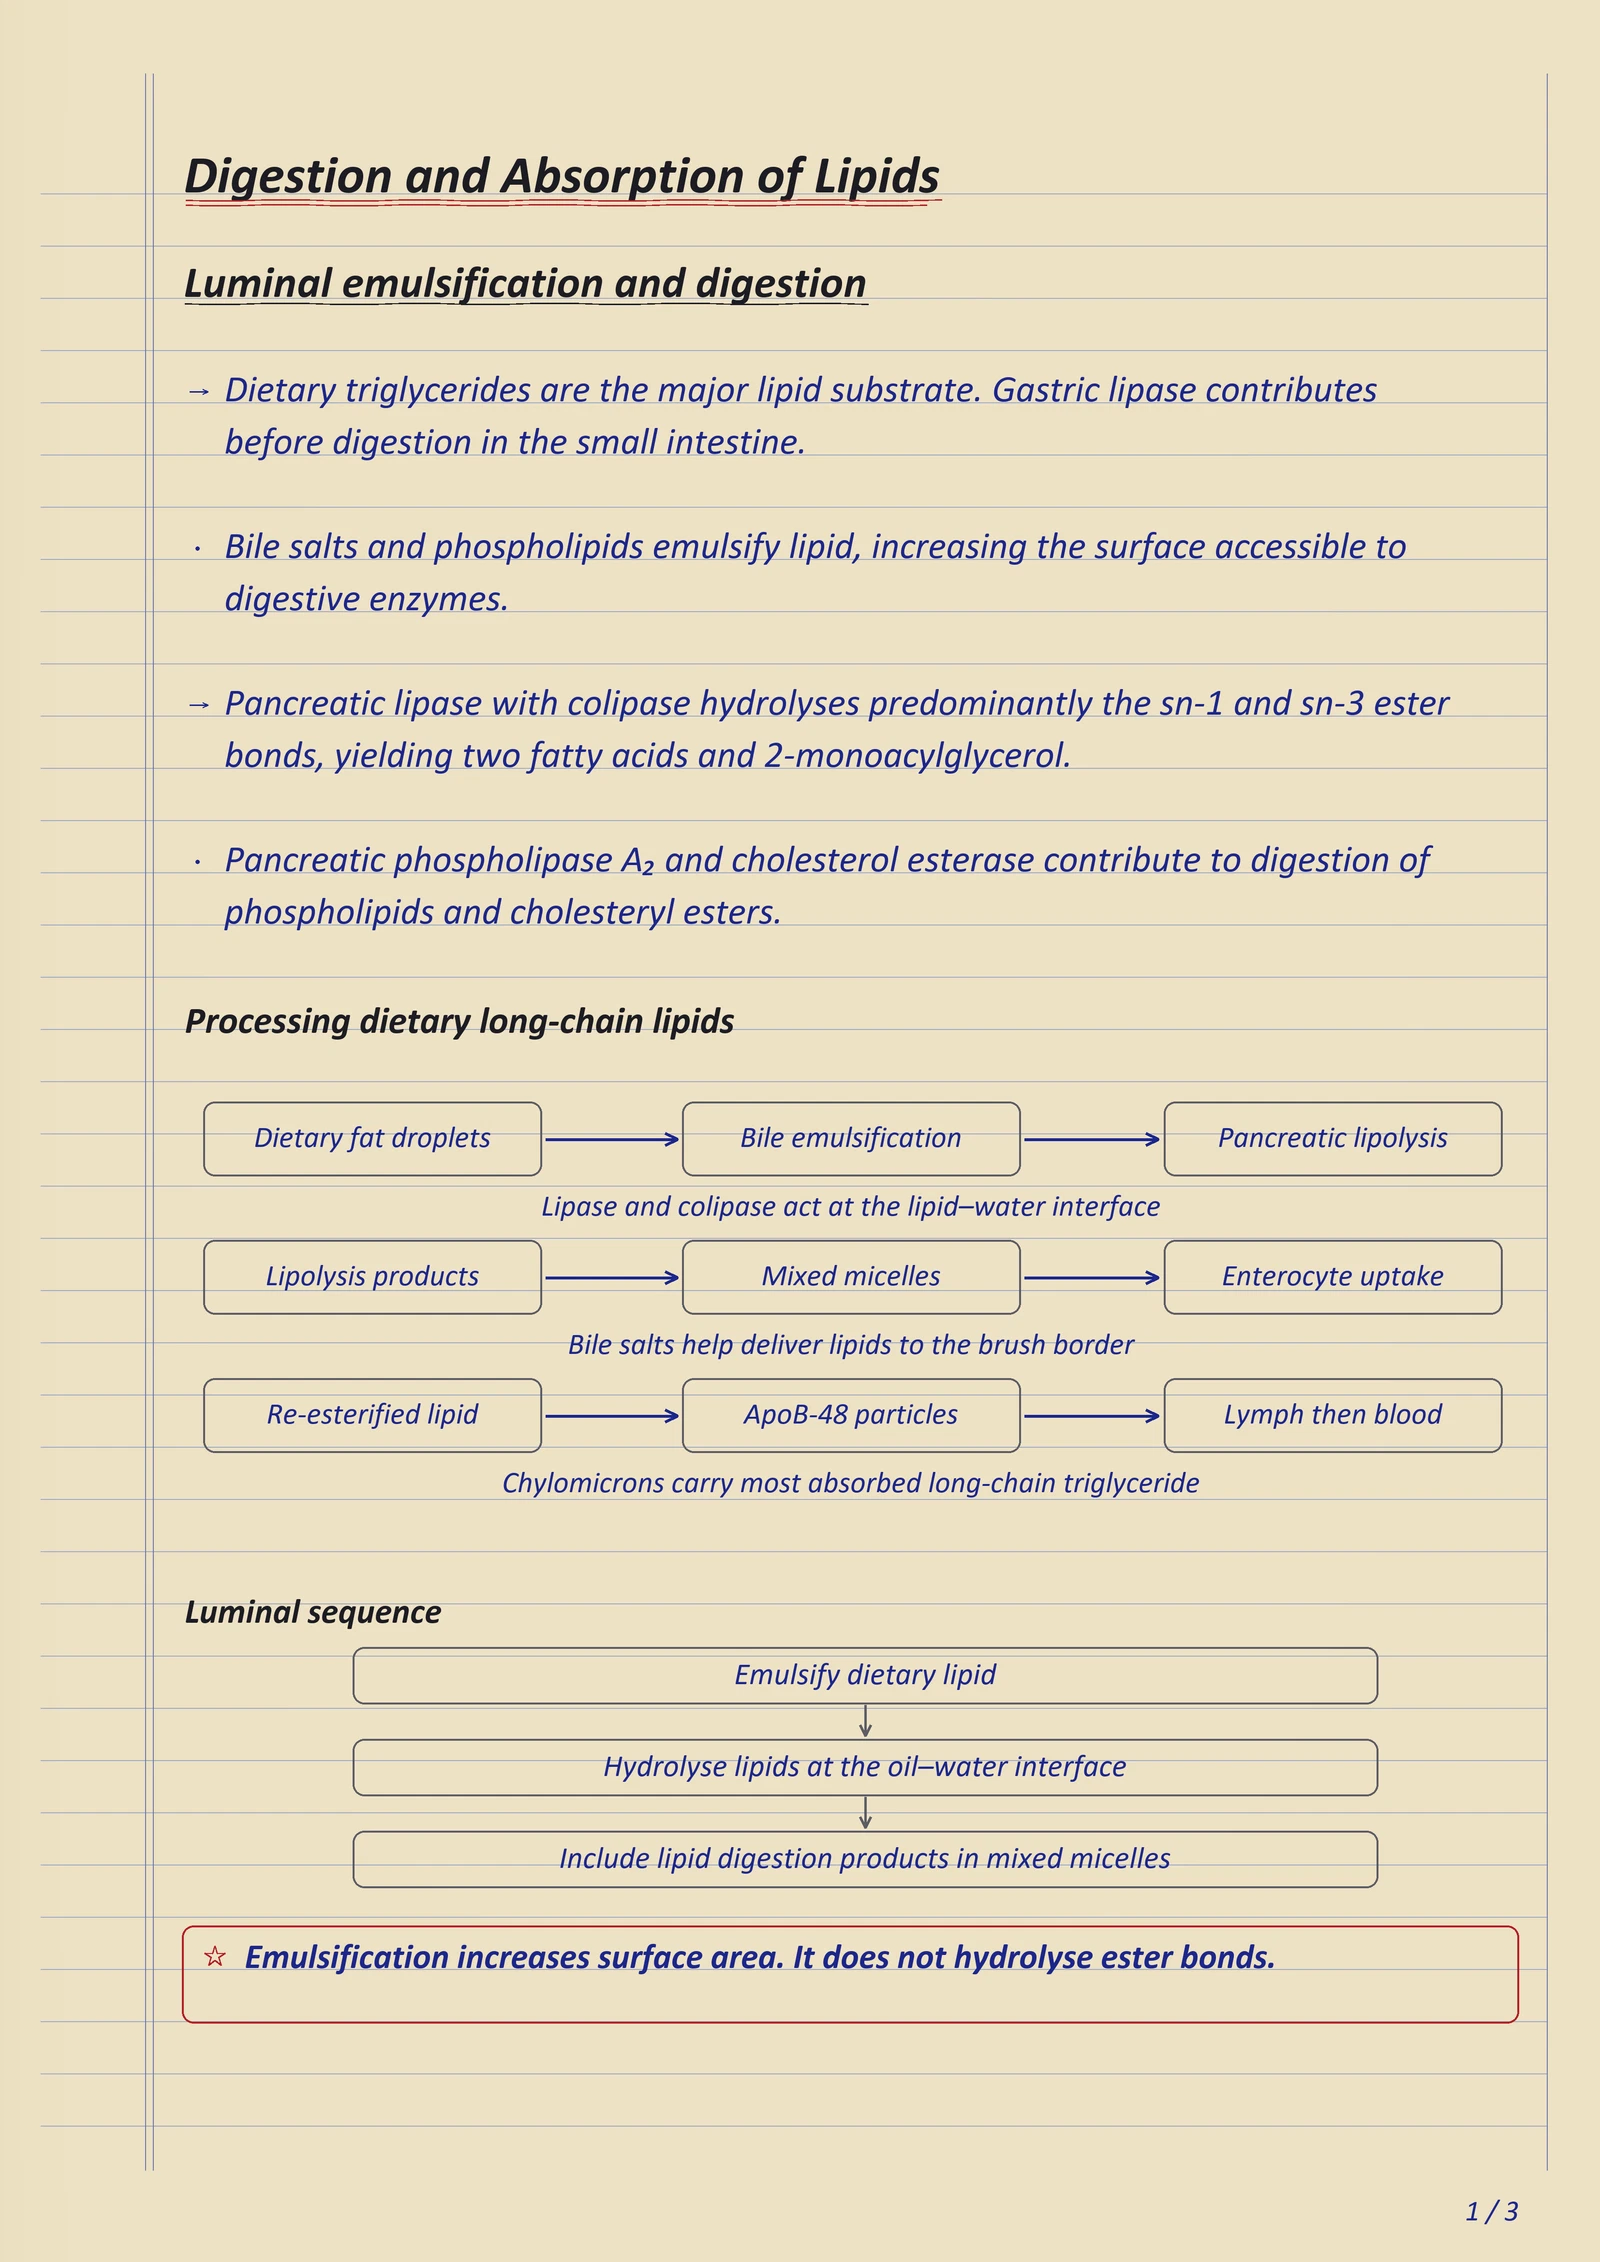 Digestion and Absorption of Lipids
Luminal emulsification and digestion
→ Dietary triglycerides are the major lipid substrate. Gastric lipase contributes
before digestion in the small intestine.
· Bile salts and phospholipids emulsify lipid, increasing the surface accessible to
digestive enzymes.
→ Pancreatic lipase with colipase hydrolyses predominantly the sn-1 and sn-3 ester
bonds, yielding two fatty acids and 2-monoacylglycerol.
· Pancreatic phospholipase A₂ and cholesterol esterase contribute to digestion of
phospholipids and cholesteryl esters.
Processing dietary long-chain lipids
Dietary fat droplets → Bile emulsification → Pancreatic lipolysis
Lipase and colipase act at the lipid–water interface
Lipolysis products → Mixed micelles → Enterocyte uptake
Bile salts help deliver lipids to the brush border
Re-esterified lipid → ApoB-48 particles → Lymph then blood
Chylomicrons carry most absorbed long-chain triglyceride
Luminal sequence
Emulsify dietary lipid
Hydrolyse lipids at the oil–water interface
Include lipid digestion products in mixed micelles
☆ Emulsification increases surface area. It does not hydrolyse ester bonds.
1 / 3